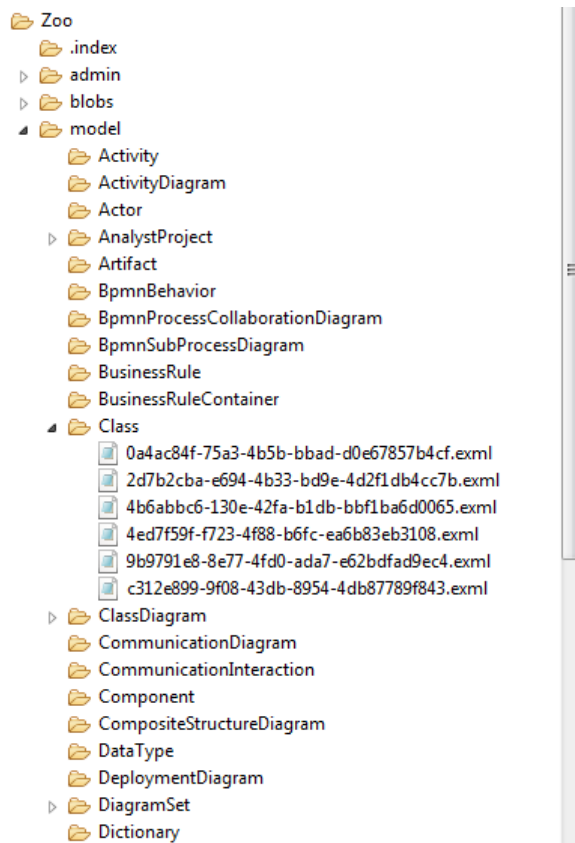 Zoo
.index
admin
blobs
model
Activity
ActivityDiagram
Actor
AnalystProject
Artifact
BpmnBehavior
BpmnProcessCollaborationDiagram
BpmnSubProcessDiagram
BusinessRule
BusinessRuleContainer
Class
0a4ac84f-75a3-4b5b-bbad-d0e67857b4cf.exml
2d7b2cba-e694-4b33-bd9e-4d2f1db4cc7b.exml
4b6abbc6-130e-42fa-b1db-bbf1ba6d0065.exml
4ed7f59f-f723-4f88-b6fc-ea6b83eb3108.exml
9b9791e8-8e77-4fd0-ada7-e62bdfad9ec4.exml
c312e899-9f08-43db-8954-4db87789f843.exml
ClassDiagram
CommunicationDiagram
CommunicationInteraction
Component
CompositeStructureDiagram
DataType
DeploymentDiagram
DiagramSet
Dictionary